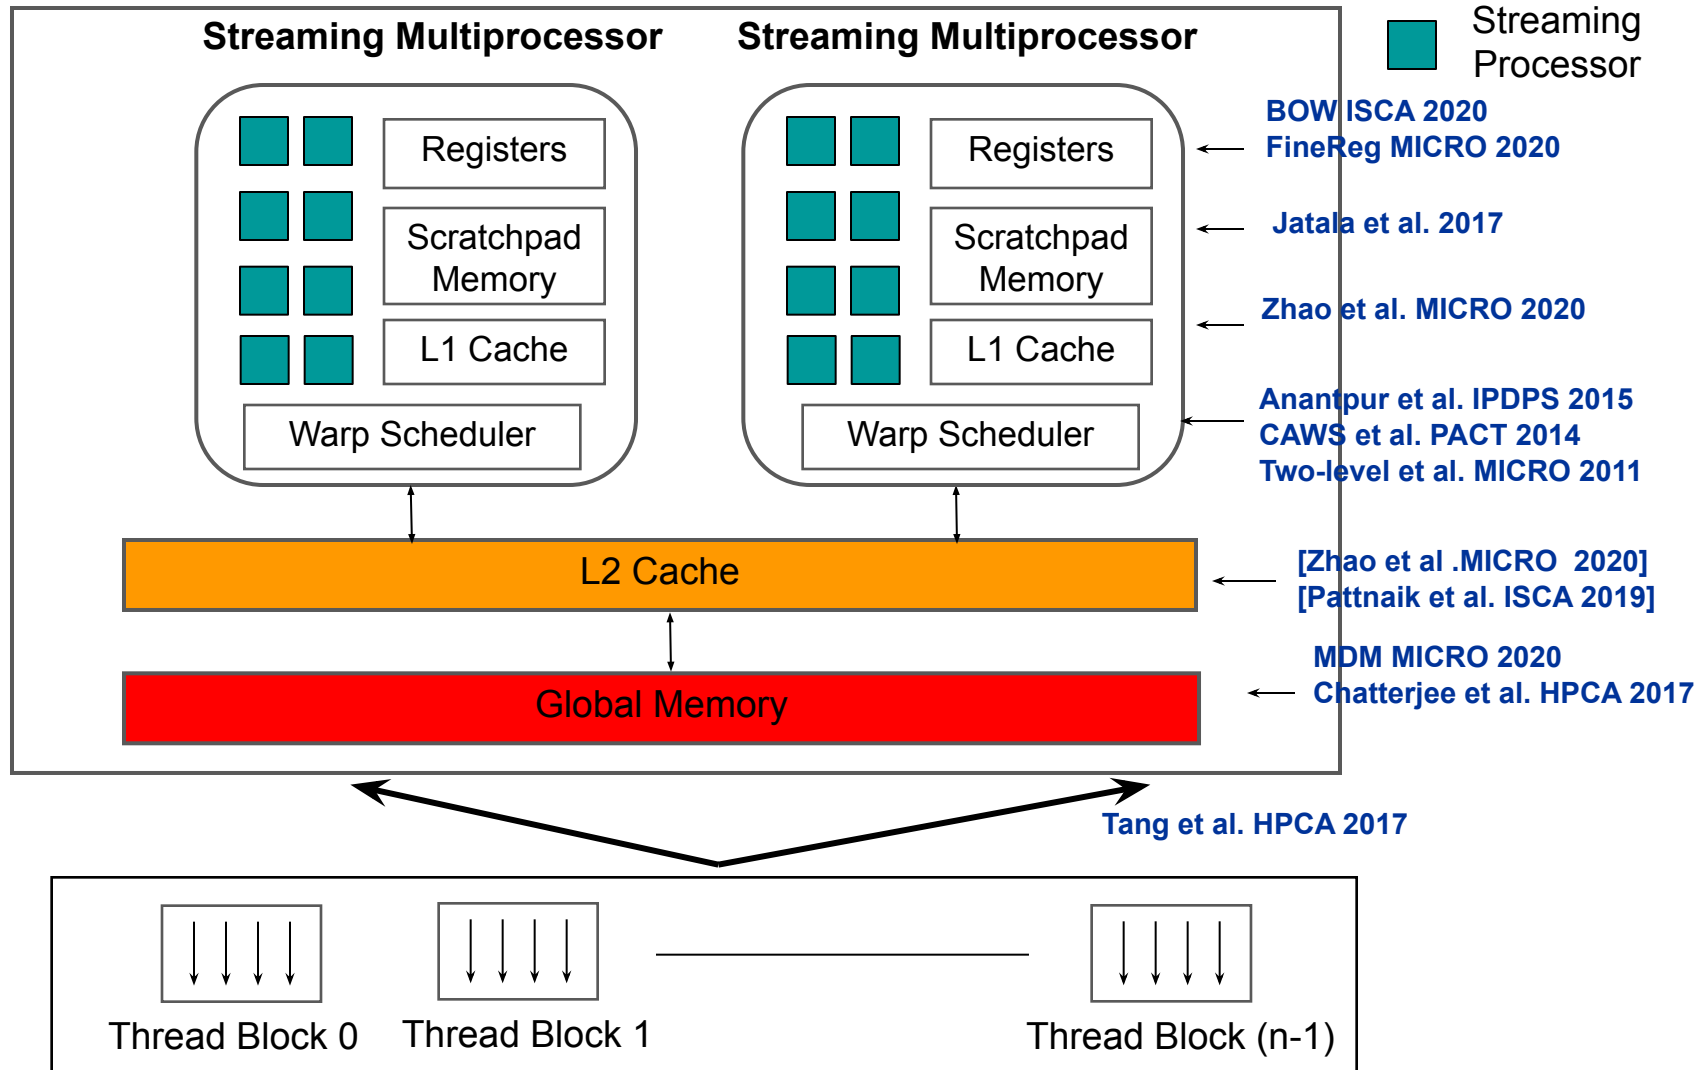 Streaming Multiprocessor
Streaming Multiprocessor
Streaming
Processor
Registers
Scratchpad
Memory
L1 Cache
Warp Scheduler
Registers
Scratchpad
Memory
L1 Cache
Warp Scheduler
BOW ISCA 2020
FineReg MICRO 2020
Jatala et al. 2017
Zhao et al. MICRO 2020
Anantpur et al. IPDPS 2015
CAWS et al. PACT 2014
Two-level et al. MICRO 2011
L2 Cache
[Zhao et al .MICRO  2020]
[Pattnaik et al. ISCA 2019]
Global Memory
MDM MICRO 2020
Chatterjee et al. HPCA 2017
Tang et al. HPCA 2017
Thread Block 0
Thread Block 1
Thread Block (n-1)